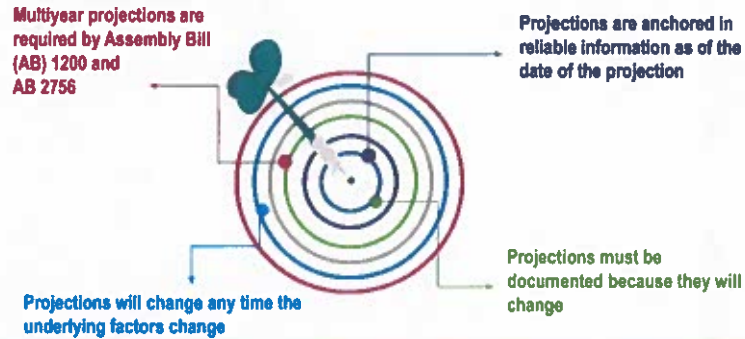 Multiyear projections are
required by Assembly Bill
(AB) 1200 and
AB 2756
Projections are anchored in
reliable information as of the
date of the projection
Projections will change any time the
underlying factors change
Projections must be
documented because they will
change